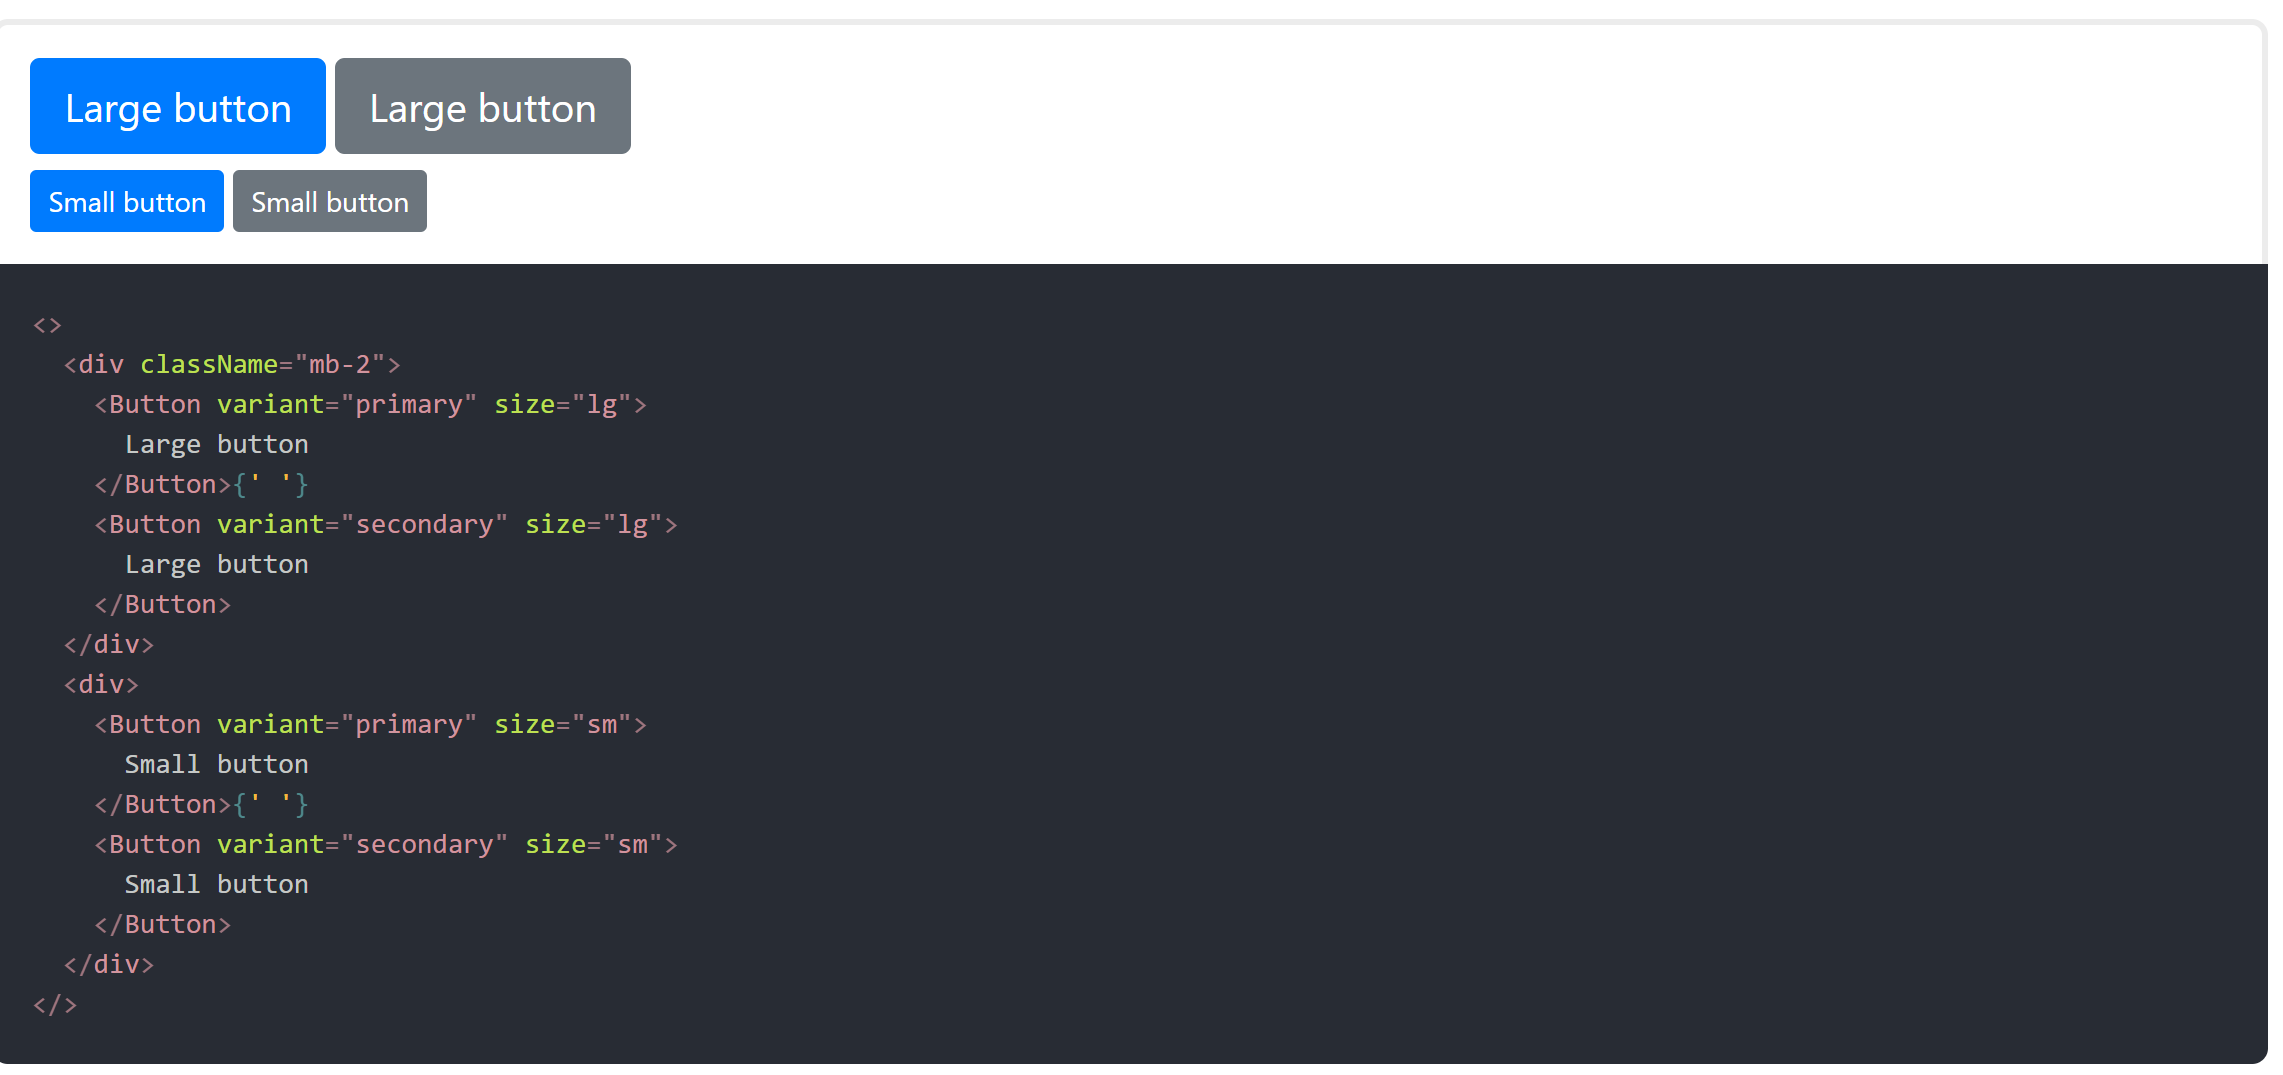 Large button Large button
Small button Small button
<>
  <div className="mb-2">
    <Button variant="primary" size="lg">
      Large button
    </Button>{' '}
    <Button variant="secondary" size="lg">
      Large button
    </Button>
  </div>
  <div>
    <Button variant="primary" size="sm">
      Small button
    </Button>{' '}
    <Button variant="secondary" size="sm">
      Small button
    </Button>
  </div>
</>